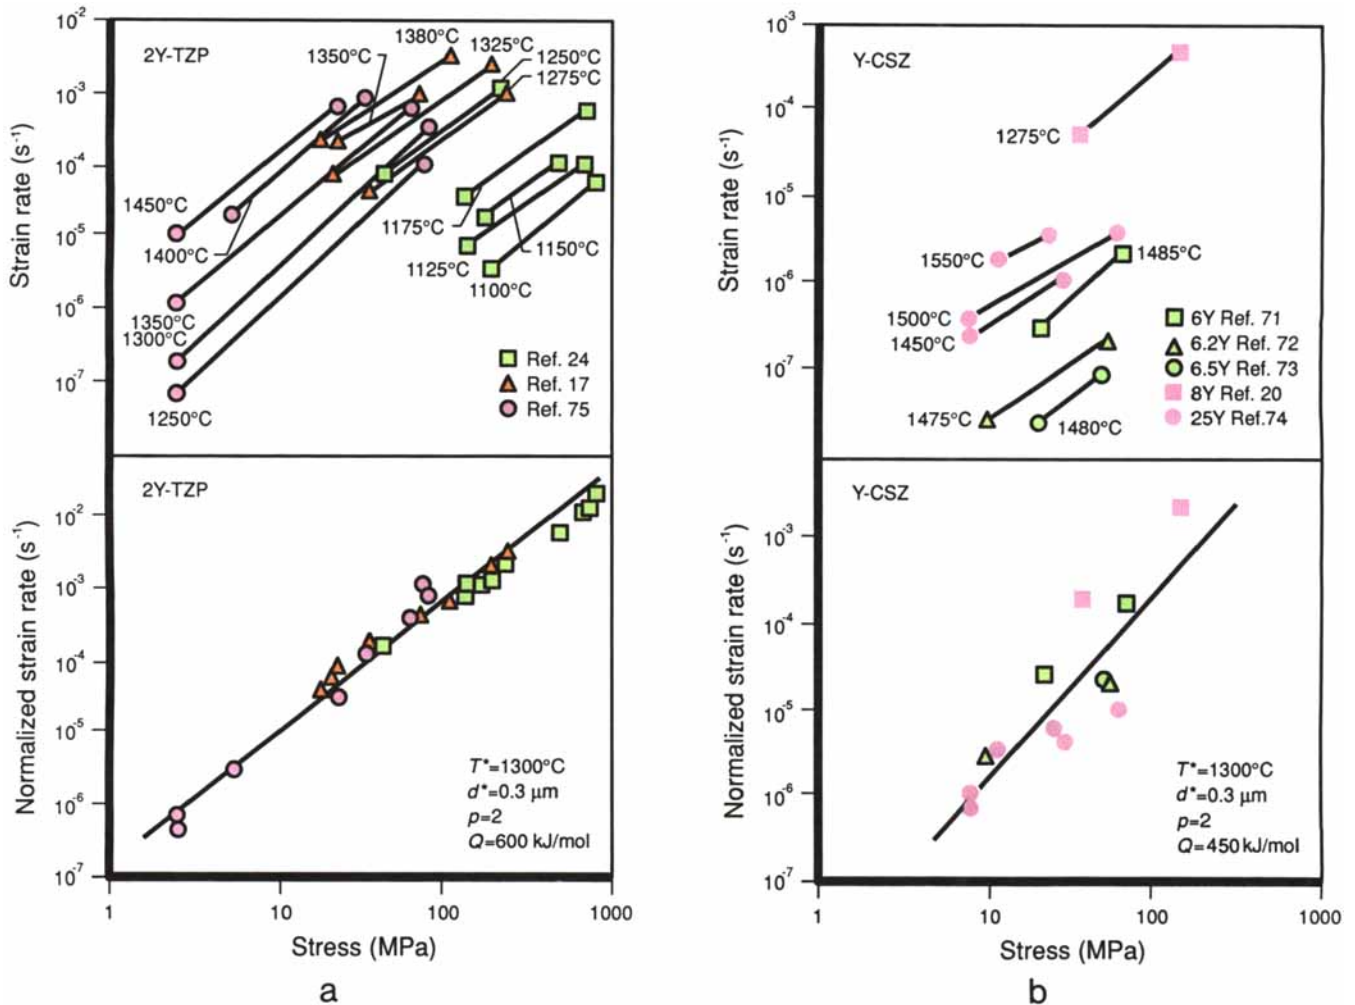 10⁻²
2Y-TZP
1380°C
1350°C
1325°C
1250°C
1275°C
10⁻³
10⁻⁴
10⁻⁵
10⁻⁶
10⁻⁷
Strain rate (s⁻¹)
1450°C
1400°C
1175°C
1150°C
1125°C
1100°C
1350°C
1300°C
1250°C
Ref. 24
Ref. 17
Ref. 75
2Y-TZP
10⁻²
10⁻³
10⁻⁴
10⁻⁵
10⁻⁶
10⁻⁷
Normalized strain rate (s⁻¹)
T*=1300°C
d*=0.3 μm
p=2
Q=600 kJ/mol
1
10
100
1000
Stress (MPa)
a
10⁻³
Y-CSZ
10⁻⁴
10⁻⁵
10⁻⁶
10⁻⁷
Strain rate (s⁻¹)
1275°C
1550°C
1485°C
1500°C
1450°C
1475°C
1480°C
6Y Ref. 71
6.2Y Ref. 72
6.5Y Ref. 73
8Y Ref. 20
25Y Ref.74
Y-CSZ
10⁻³
10⁻⁴
10⁻⁵
10⁻⁶
10⁻⁷
Normalized strain rate (s⁻¹)
T*=1300°C
d*=0.3 μm
p=2
Q=450 kJ/mol
1
10
100
1000
Stress (MPa)
b